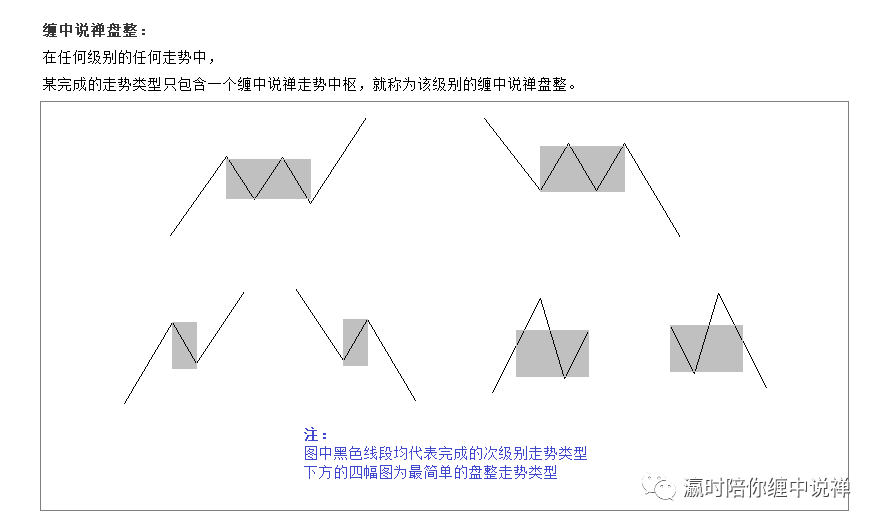 缠中说禅盘整：
在任何级别的任何走势中，
某完成的走势类型只包含一个缠中说禅走势中枢，就称为该级别的缠中说禅盘整。
注：
图中黑色线段均代表完成的次级别走势类型
下方的四幅图为最简单的盘整走势类型
瀛时陪你缠中说禅